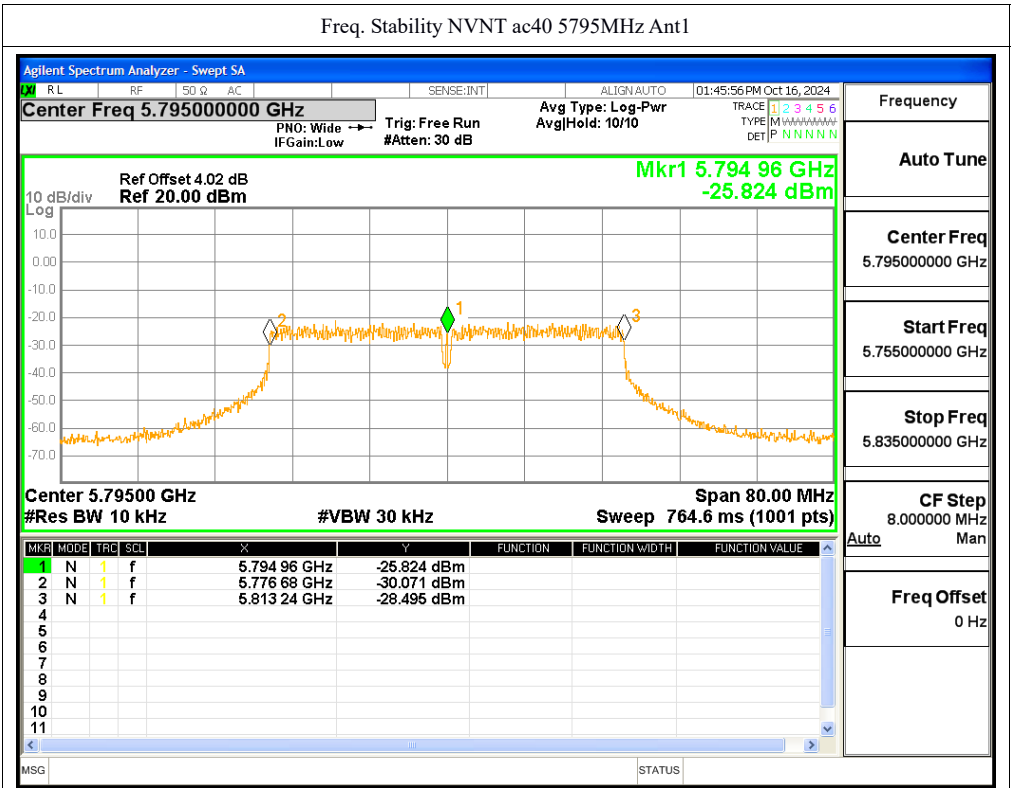 Freq. Stability NVNT ac40 5795MHz Ant1
Agilent Spectrum Analyzer - Swept SA
LXI RL RF 50 Ω AC SENSE:INT ALIGN AUTO 01:45:56 PM Oct 16, 2024
Center Freq 5.795000000 GHz
PNO: Wide
IFGain:Low
Trig: Free Run
#Atten: 30 dB
Avg Type: Log-Pwr
Avg|Hold: 10/10
TRACE 1 2 3 4 5 6
TYPE M WWWWW
DET P N N N N N
Ref Offset 4.02 dB
10 dB/div Ref 20.00 dBm
Log
Mkr1 5.794 96 GHz
-25.824 dBm
10.0
0.00
-10.0
-20.0
-30.0
-40.0
-50.0
-60.0
-70.0
2
1
3
Center 5.79500 GHz Span 80.00 MHz
#Res BW 10 kHz #VBW 30 kHz Sweep 764.6 ms (1001 pts)
MKR MODE TRC SCL X Y FUNCTION FUNCTION WIDTH FUNCTION VALUE
1 N 1 f 5.794 96 GHz -25.824 dBm
2 N 1 f 5.776 68 GHz -30.071 dBm
3 N 1 f 5.813 24 GHz -28.495 dBm
4
5
6
7
8
9
10
11
MSG STATUS
Frequency
Auto Tune
Center Freq
5.795000000 GHz
Start Freq
5.755000000 GHz
Stop Freq
5.835000000 GHz
CF Step
8.000000 MHz
Auto Man
Freq Offset
0 Hz